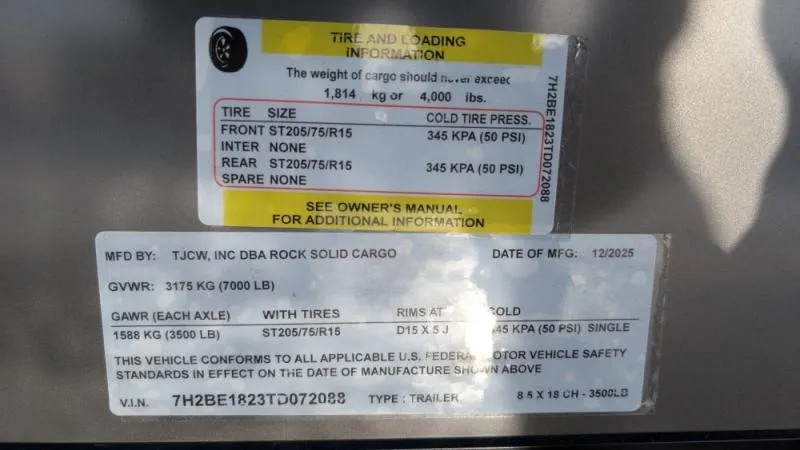 TIRE AND LOADING
INFORMATION
The weight of cargo should never exceed
1,814 kg or 4,000 lbs.
TIRE SIZE COLD TIRE PRESS.
FRONT ST205/75/R15 345 KPA (50 PSI)
INTER NONE
REAR ST205/75/R15 345 KPA (50 PSI)
SPARE NONE
SEE OWNER'S MANUAL
FOR ADDITIONAL INFORMATION
7H2BE1823TD072088
MFD BY: TJCW, INC DBA ROCK SOLID CARGO DATE OF MFG: 12/2025
GVWR: 3175 KG (7000 LB)
GAWR (EACH AXLE) WITH TIRES RIMS AT COLD
1588 KG (3500 LB) ST205/75/R15 D15 X 5 J 345 KPA (50 PSI) SINGLE
THIS VEHICLE CONFORMS TO ALL APPLICABLE U.S. FEDERAL MOTOR VEHICLE SAFETY
STANDARDS IN EFFECT ON THE DATE OF MANUFACTURE SHOWN ABOVE
V.I.N. 7H2BE1823TD072088 TYPE : TRAILER 8.5 X 18 CH - 3500LB